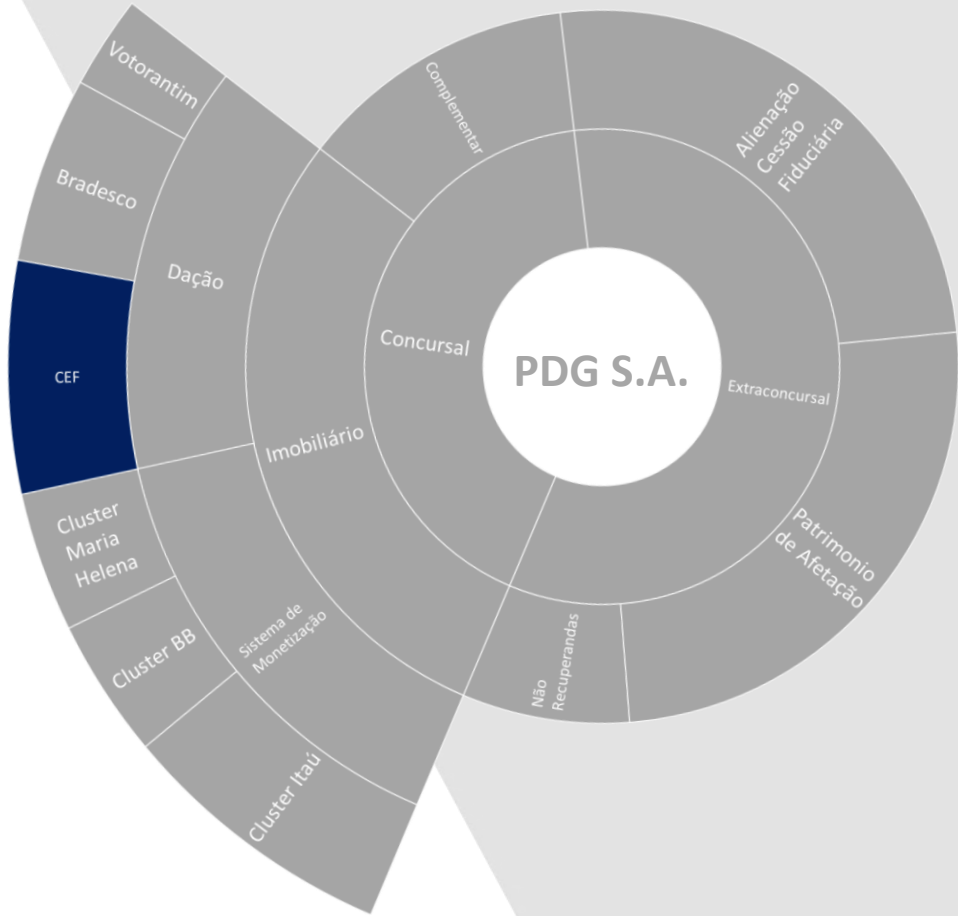 Votorantim
Bradesco
CEF
Cluster
Maria
Helena
Cluster BB
Cluster Itaú
Dação
Sistema de
Monetização
Imobiliário
Complementar
Concursal
PDG S.A.
Extraconcursal
Alienação
Cessão
Fiduciária
Patrimonio
de Afetação
Não
Recuperandas